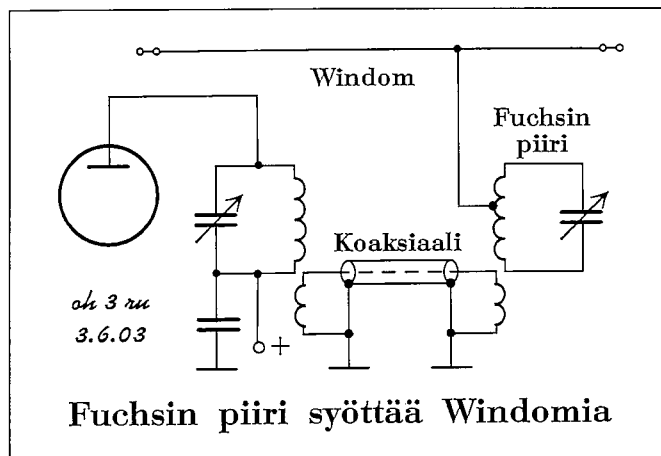 Windom
Fuchsin
piiri
Koaksiaali
oh 3 ru
3.6.03
+
Fuchsin piiri syöttää Windomia